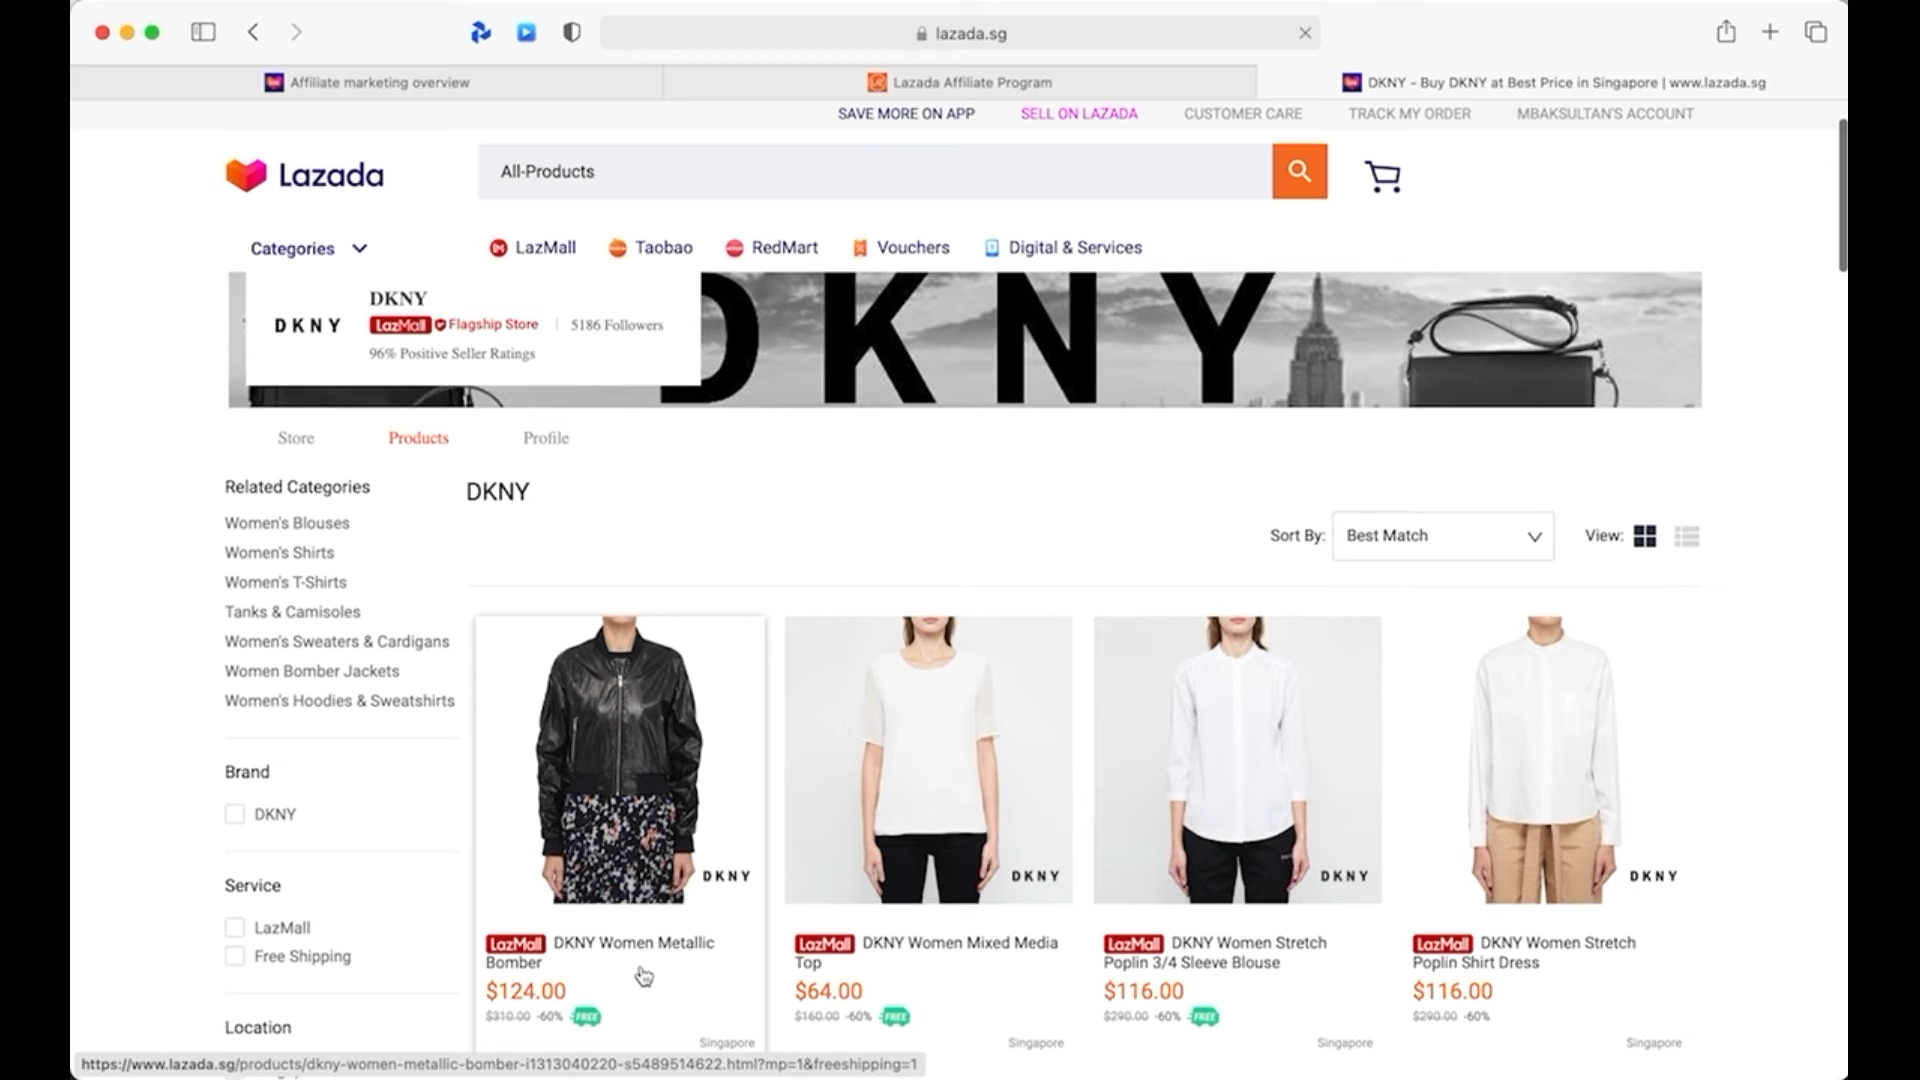 lazada.sg
Affiliate marketing overview
Lazada Affiliate Program
DKNY - Buy DKNY at Best Price in Singapore | www.lazada.sg
SAVE MORE ON APP
SELL ON LAZADA
CUSTOMER CARE
TRACK MY ORDER
MBAKSULTAN'S ACCOUNT
Lazada
All-Products
Categories
LazMall
Taobao
RedMart
Vouchers
Digital & Services
DKNY
DKNY
LazMall Flagship Store
5186 Followers
96% Positive Seller Ratings
DKNY
Store
Products
Profile
Related Categories
Women's Blouses
Women's Shirts
Women's T-Shirts
Tanks & Camisoles
Women's Sweaters & Cardigans
Women Bomber Jackets
Women's Hoodies & Sweatshirts
Brand
DKNY
Service
LazMall
Free Shipping
Location
DKNY
Sort By:
Best Match
View:
DKNY
LazMall DKNY Women Metallic
Bomber
$124.00
$310.00 -60% FREE
Singapore
DKNY
LazMall DKNY Women Mixed Media
Top
$64.00
$160.00 -60% FREE
Singapore
DKNY
LazMall DKNY Women Stretch
Poplin 3/4 Sleeve Blouse
$116.00
$290.00 -60% FREE
Singapore
DKNY
LazMall DKNY Women Stretch
Poplin Shirt Dress
$116.00
$290.00 -60%
Singapore
https://www.lazada.sg/products/dkny-women-metallic-bomber-i1313040220-s5489514622.html?mp=1&freeshipping=1